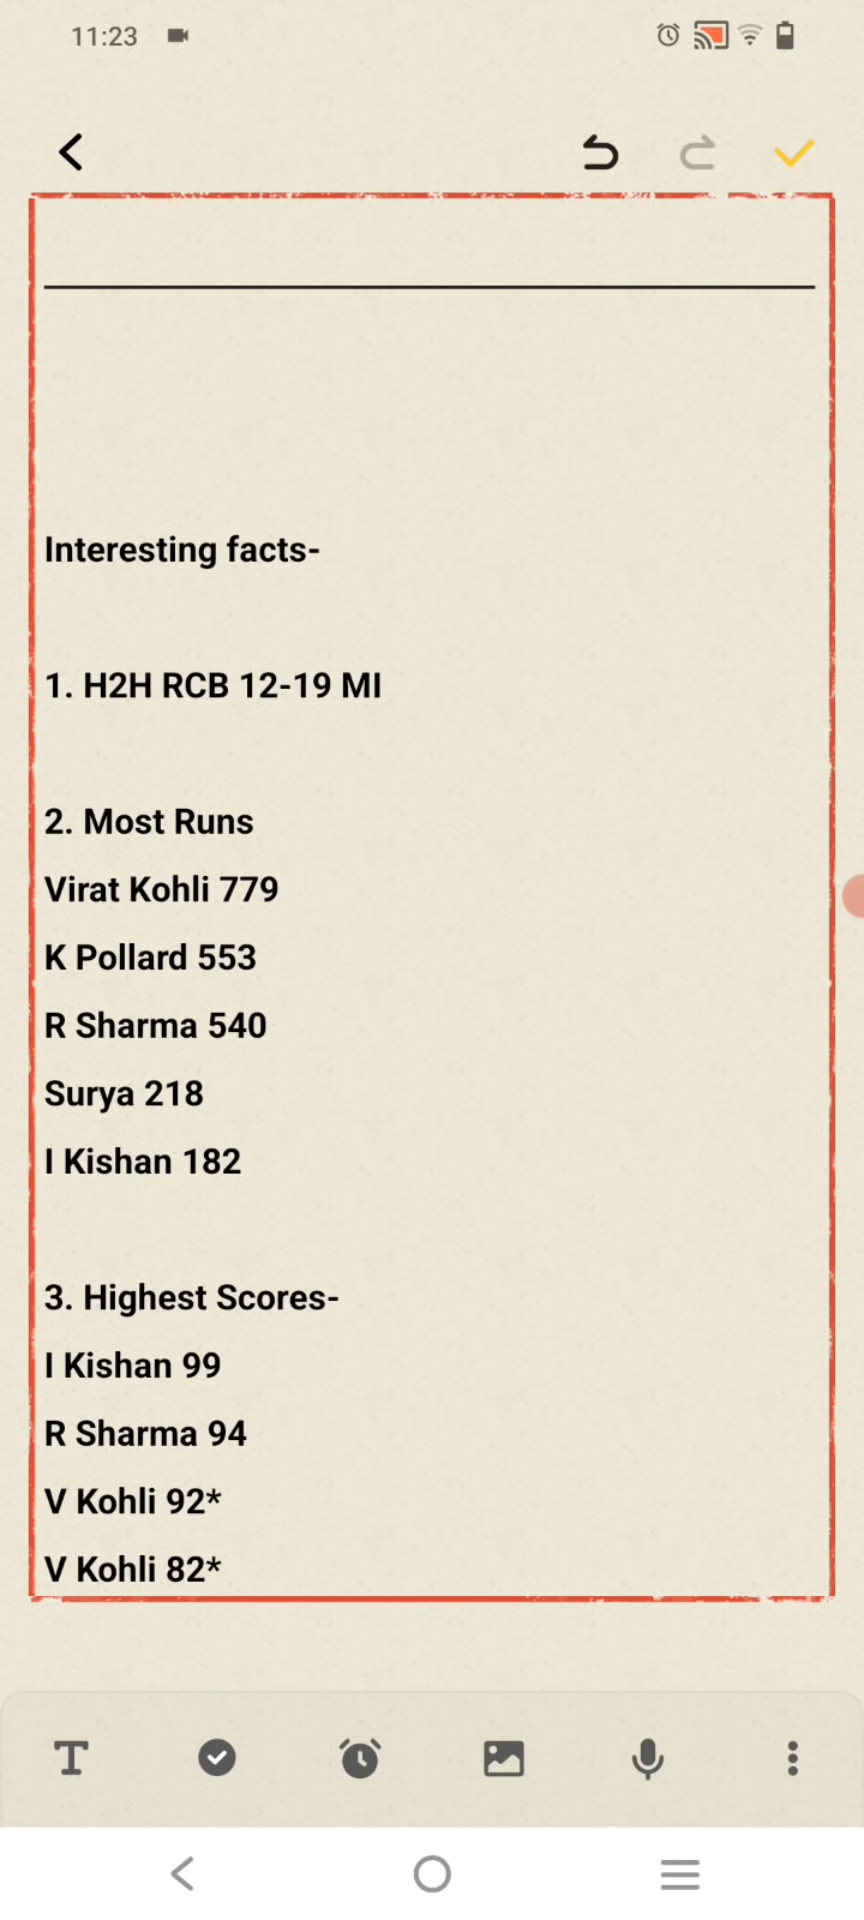 11:23
Interesting facts-
1. H2H RCB 12-19 MI
2. Most Runs
Virat Kohli 779
K Pollard 553
R Sharma 540
Surya 218
I Kishan 182
3. Highest Scores-
I Kishan 99
R Sharma 94
V Kohli 92*
V Kohli 82*